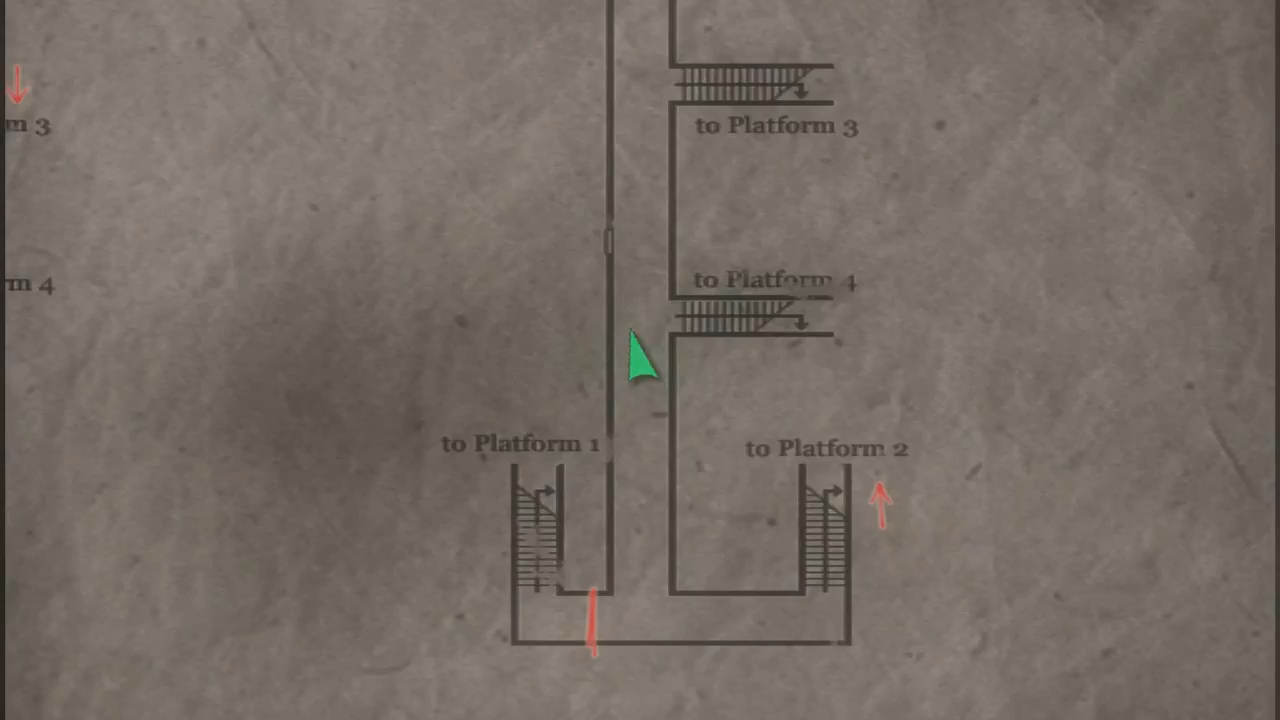 m 3
to Platform 3
to Platform 4
m 4
to Platform 1
to Platform 2